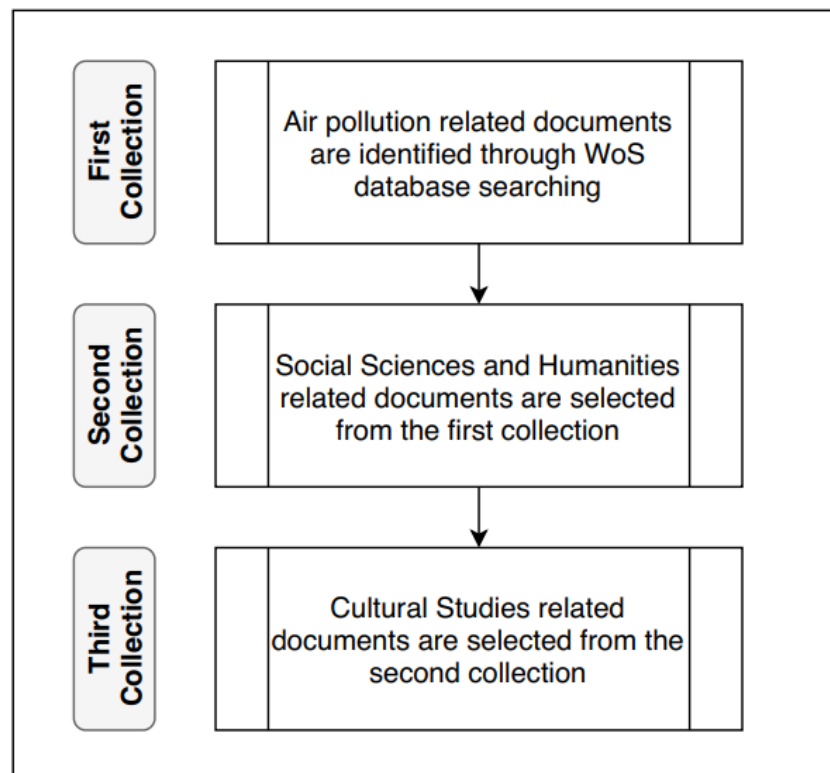 First
Collection
Air pollution related documents
are identified through WoS
database searching
Second
Collection
Social Sciences and Humanities
related documents are selected
from the first collection
Third
Collection
Cultural Studies related
documents are selected from the
second collection